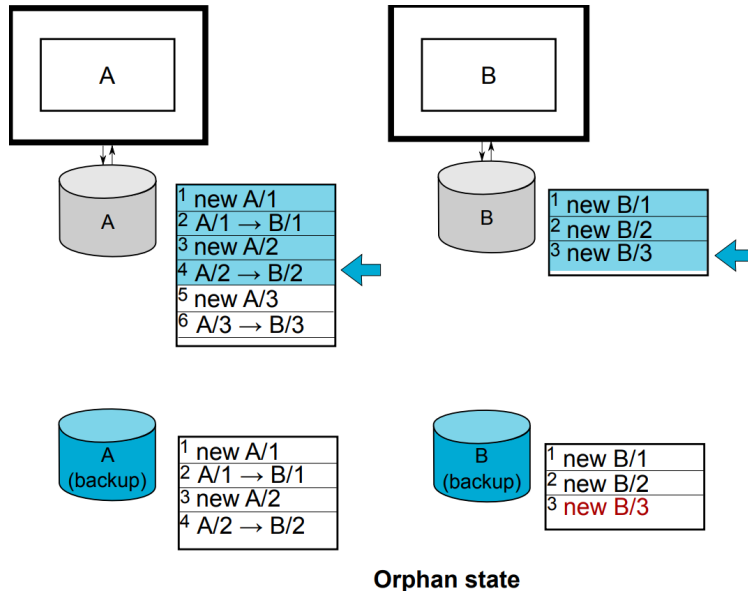 A
B
A
1 new A/1
2 A/1 → B/1
3 new A/2
4 A/2 → B/2
5 new A/3
6 A/3 → B/3
B
1 new B/1
2 new B/2
3 new B/3
A
(backup)
1 new A/1
2 A/1 → B/1
3 new A/2
4 A/2 → B/2
B
(backup)
1 new B/1
2 new B/2
3 new B/3
Orphan state